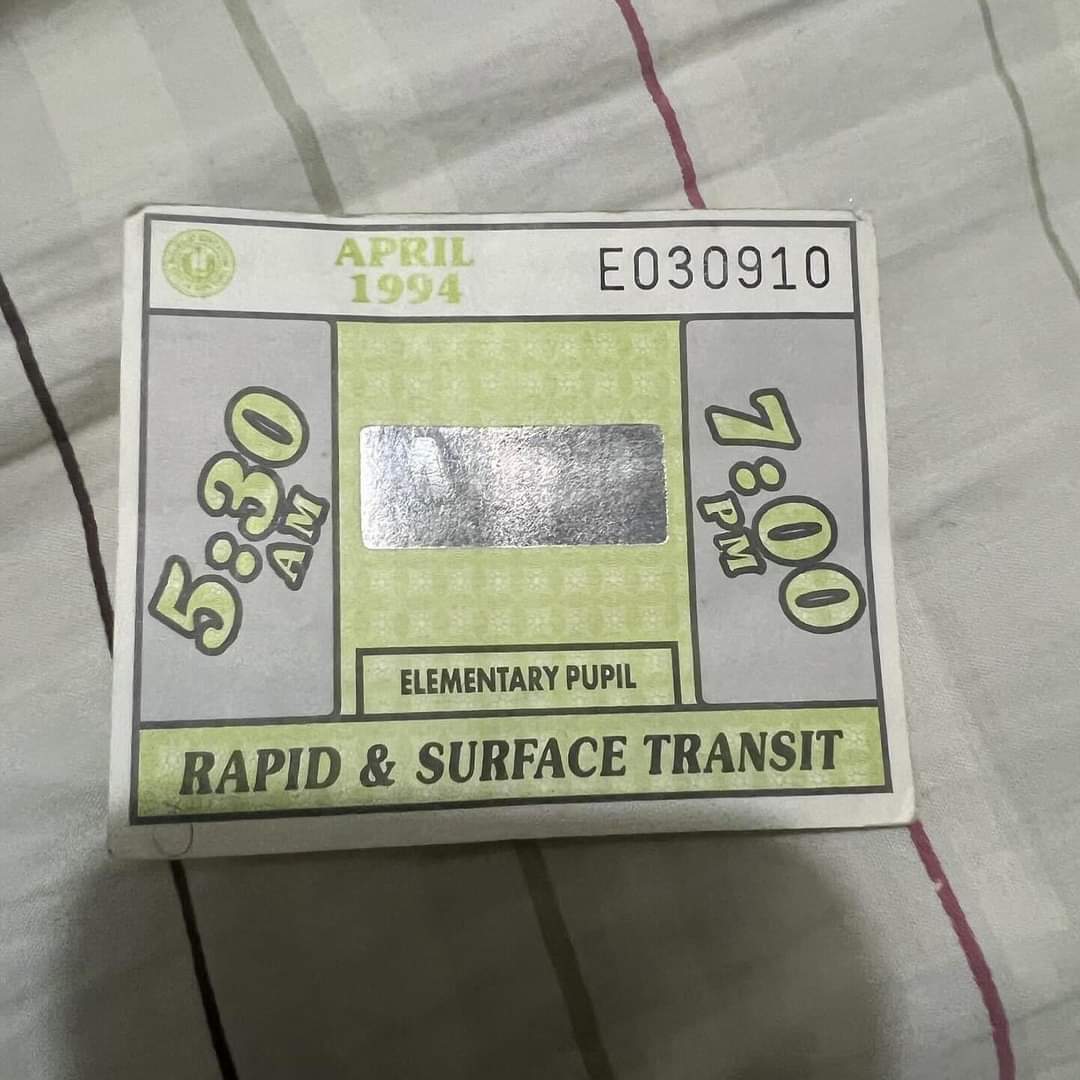 APRIL
1994
E030910
5:30
AM
7:00
PM
ELEMENTARY PUPIL
RAPID & SURFACE TRANSIT